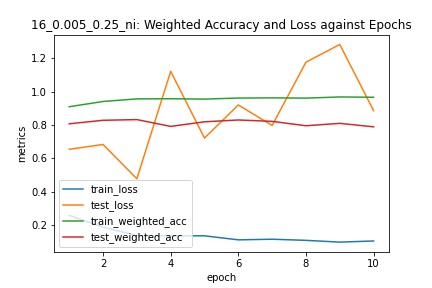 16_0.005_0.25_ni: Weighted Accuracy and Loss against Epochs
metrics
1.2
1.0
0.8
0.6
0.4
0.2
train_loss
test_loss
train_weighted_acc
test_weighted_acc
2
4
6
8
10
epoch